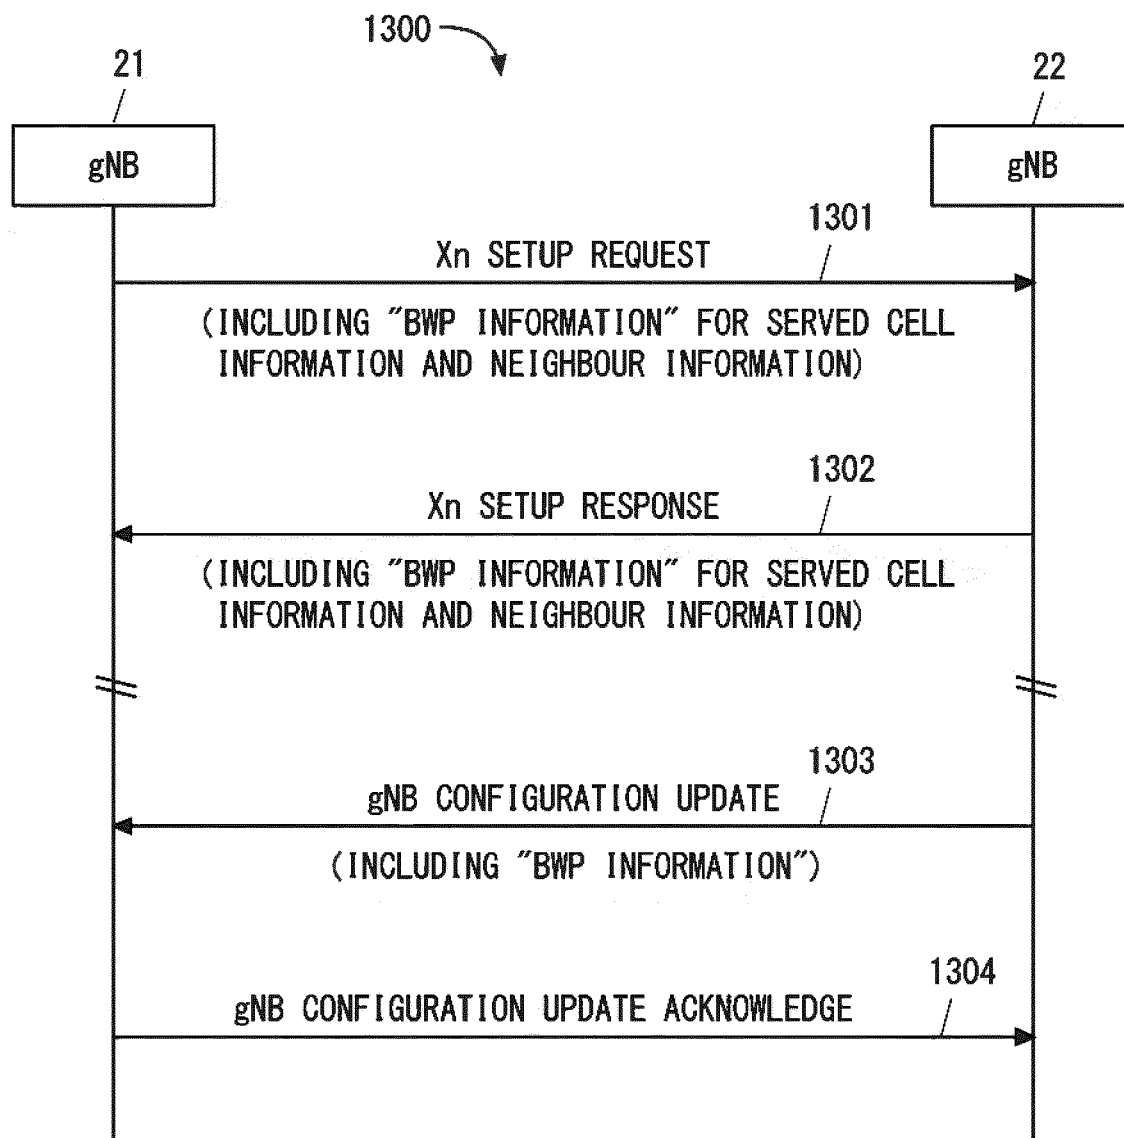 1300
21
22
gNB
gNB
1301
Xn SETUP REQUEST
(INCLUDING "BWP INFORMATION" FOR SERVED CELL
INFORMATION AND NEIGHBOUR INFORMATION)
1302
Xn SETUP RESPONSE
(INCLUDING "BWP INFORMATION" FOR SERVED CELL
INFORMATION AND NEIGHBOUR INFORMATION)
1303
gNB CONFIGURATION UPDATE
(INCLUDING "BWP INFORMATION")
1304
gNB CONFIGURATION UPDATE ACKNOWLEDGE